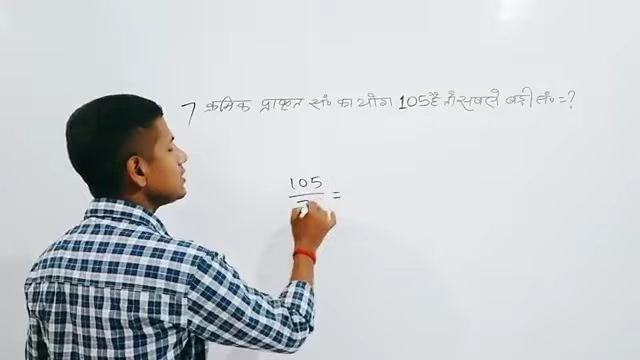 7 क्रमिक प्राकृत सं० का योग 105 है तो सबसे बड़ी सं० = ?
105
7 =